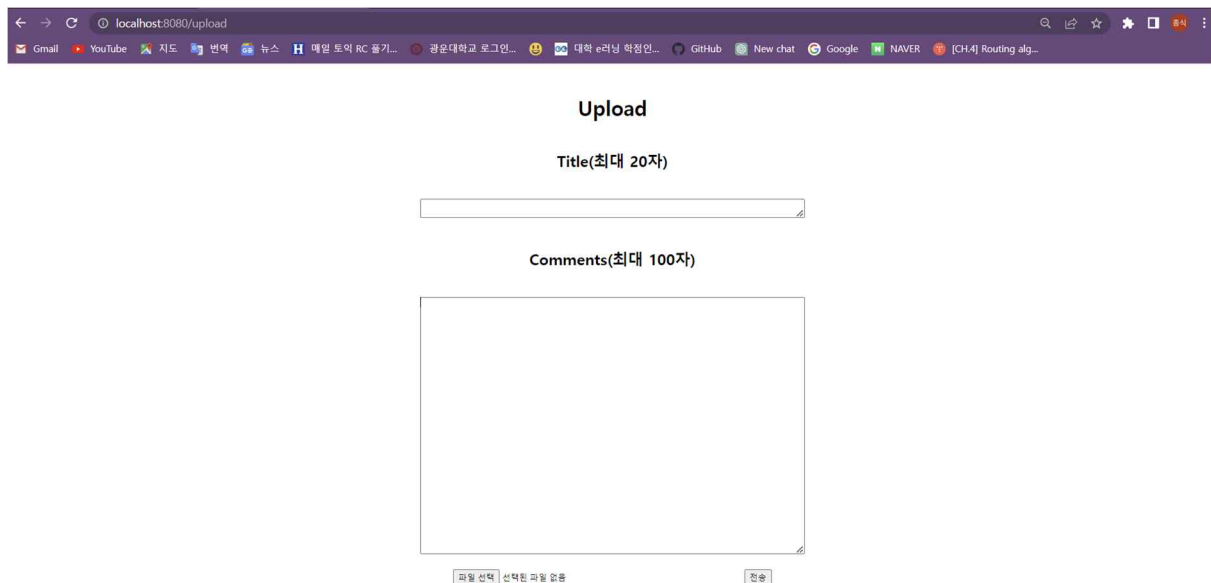 localhost:8080/upload
종식
Gmail YouTube 지도 번역 뉴스 매일 토익 RC 풀기... 광운대학교 로그인... 대학 e러닝 학점인... GitHub New chat Google NAVER [CH.4] Routing alg...
Upload
Title(최대 20자)
Comments(최대 100자)
파일 선택 선택된 파일 없음 전송